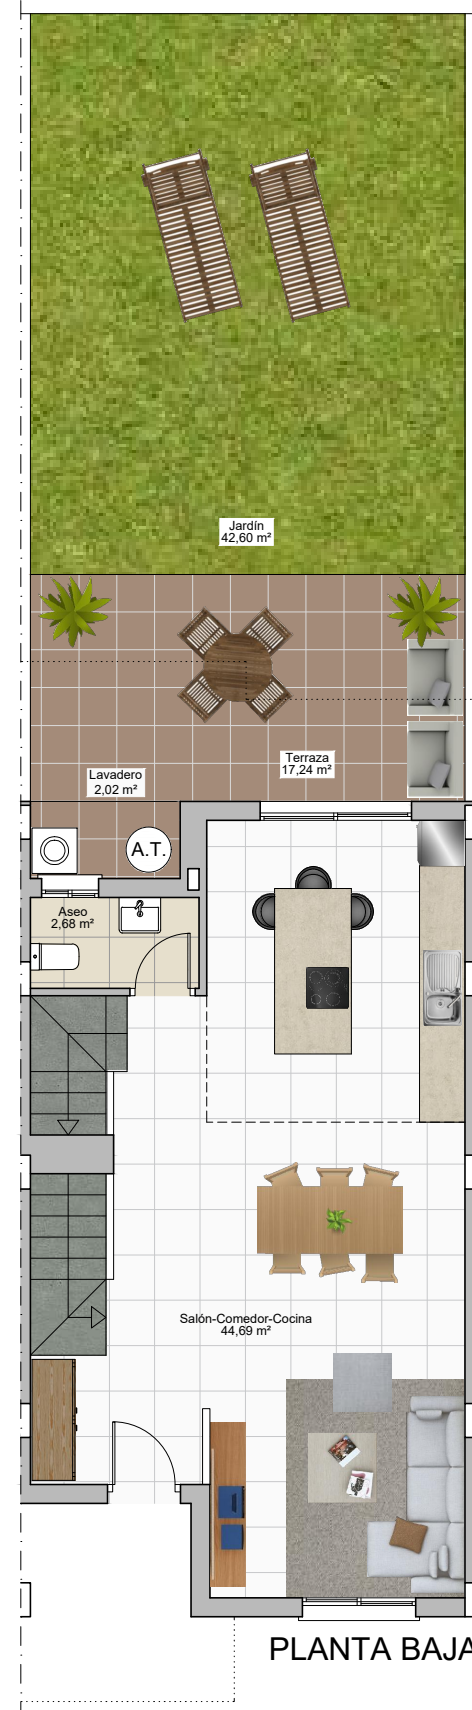 Jardín
42,60 m²
Terraza
17,24 m²
Lavadero
2,02 m²
A.T.
Aseo
2,68 m²
Salón-Comedor-Cocina
44,69 m²
PLANTA BAJA